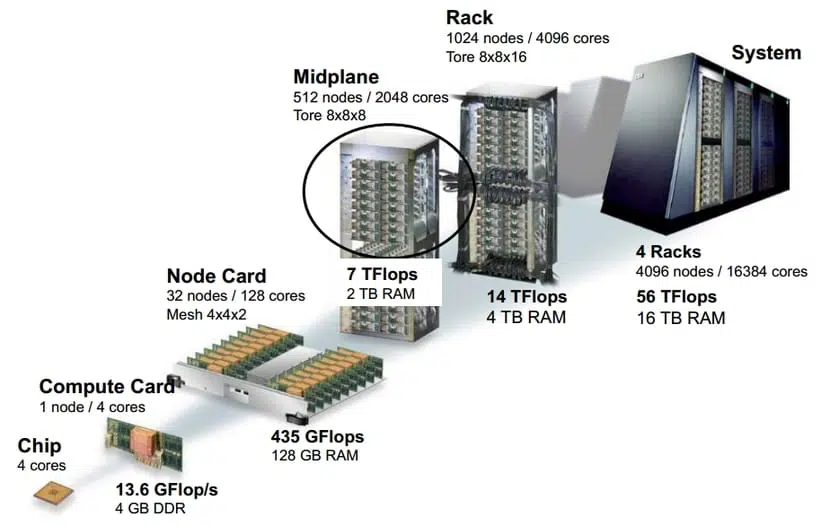 Rack
1024 nodes / 4096 cores
Tore 8x8x16
System
Midplane
512 nodes / 2048 cores
Tore 8x8x8
4 Racks
4096 nodes / 16384 cores
56 TFlops
16 TB RAM
Node Card
32 nodes / 128 cores
Mesh 4x4x2
7 TFlops
2 TB RAM
14 TFlops
4 TB RAM
Compute Card
1 node / 4 cores
435 GFlops
128 GB RAM
Chip
4 cores
13.6 GFlop/s
4 GB DDR